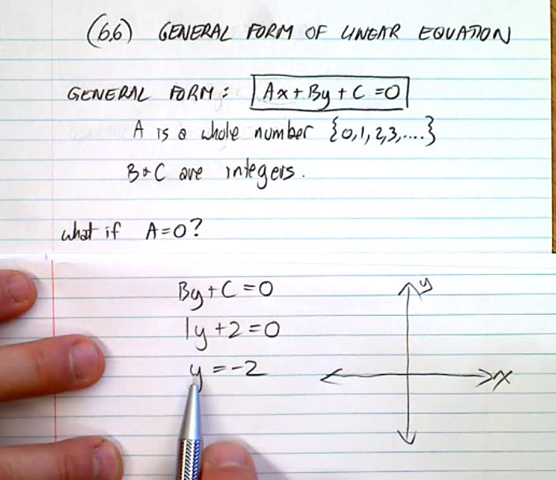 (6.6) GENERAL FORM OF LINEAR EQUATION
GENERAL FORM: Ax + By + C = 0
A is a whole number {0,1,2,3,....}
B & C are integers.
what if A=0?
By + C = 0
1y + 2 = 0
y = -2
y
x